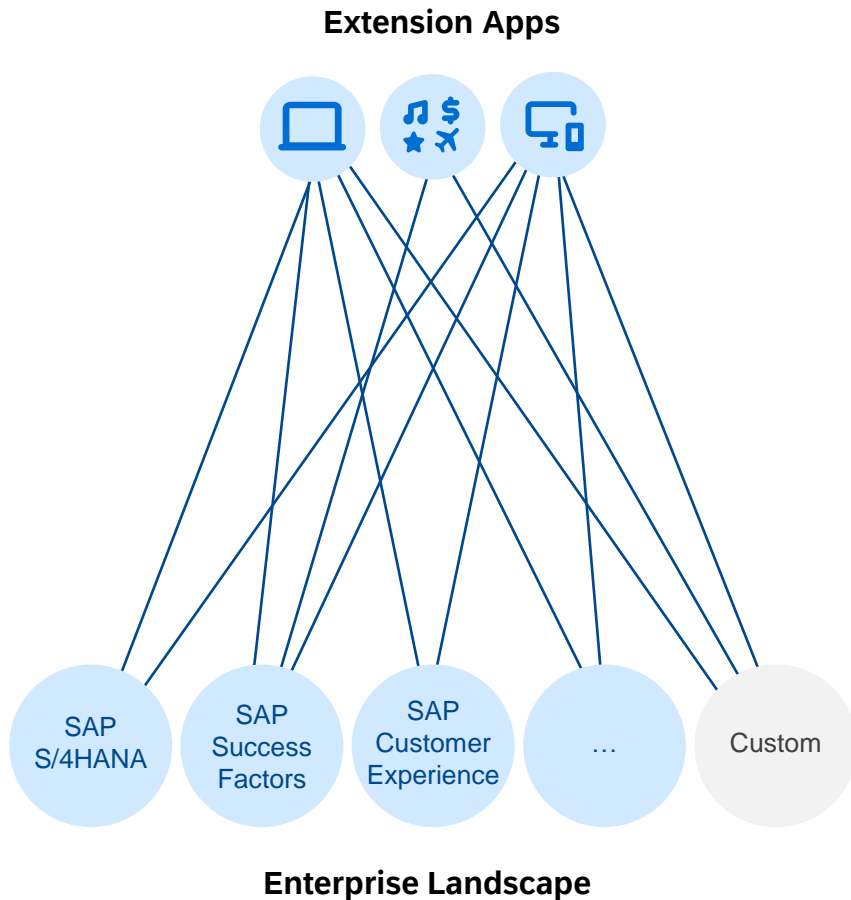 Extension Apps
SAP
S/4HANA
SAP
Success
Factors
SAP
Customer
Experience
...
Custom
Enterprise Landscape